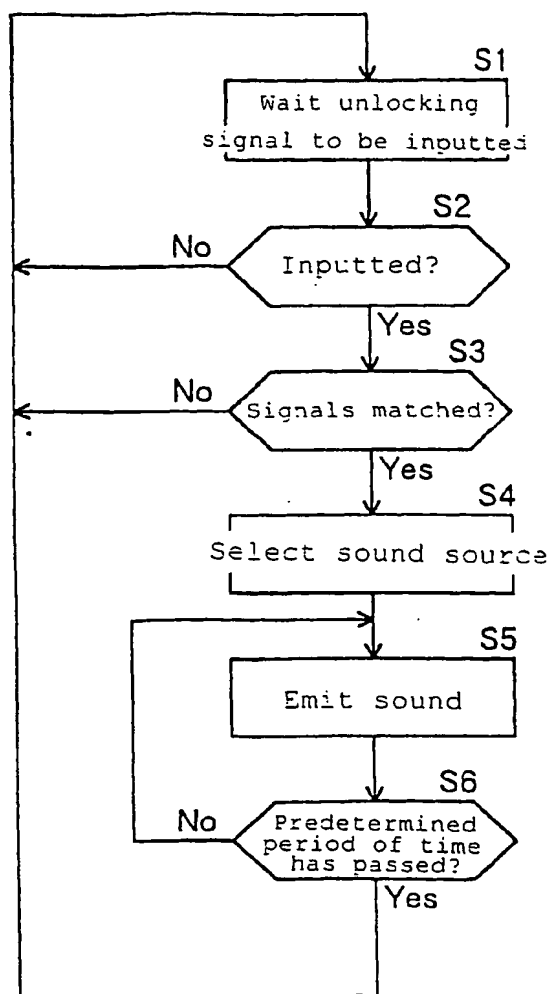 S1
Wait unlocking
signal to be inputted
S2
No
Inputted?
Yes
S3
No
Signals matched?
Yes
S4
Select sound source
S5
Emit sound
S6
No
Predetermined
period of time
has passed?
Yes